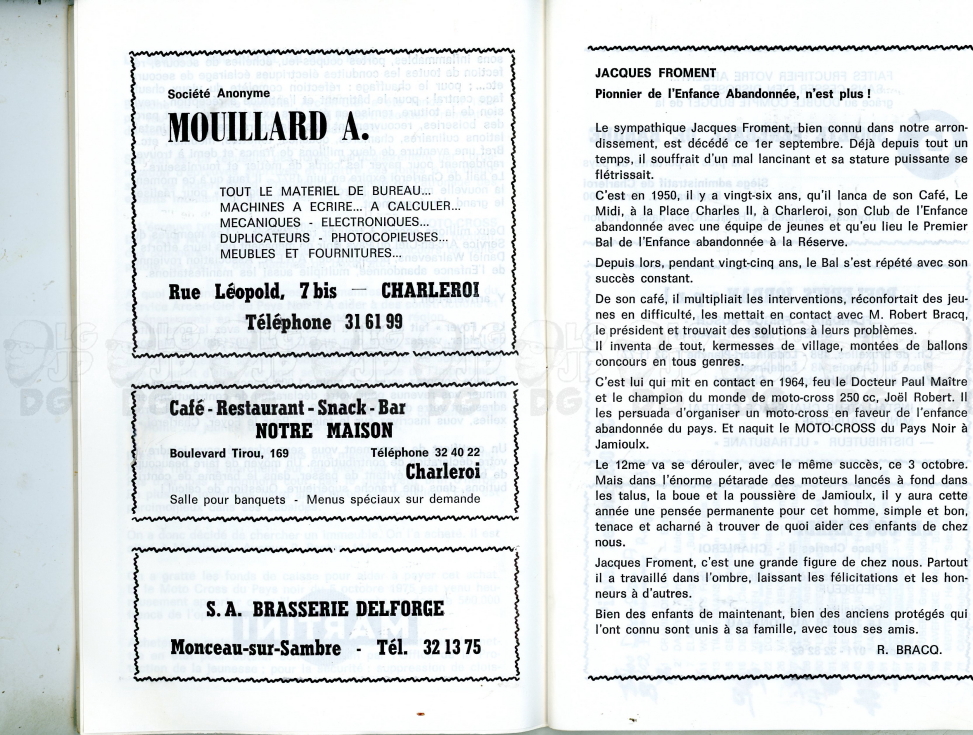 Société Anonyme
MOUILLARD A.
TOUT LE MATERIEL DE BUREAU...
MACHINES A ECRIRE... A CALCULER...
MECANIQUES - ELECTRONIQUES...
DUPLICATEURS - PHOTOCOPIEUSES...
MEUBLES ET FOURNITURES...
Rue Léopold, 7 bis — CHARLEROI
Téléphone 31 61 99
Café - Restaurant - Snack - Bar
NOTRE MAISON
Boulevard Tirou, 169 Téléphone 32 40 22
Charleroi
Salle pour banquets - Menus spéciaux sur demande
S. A. BRASSERIE DELFORGE
Monceau-sur-Sambre - Tél. 32 13 75
JACQUES FROMENT
Pionnier de l'Enfance Abandonnée, n'est plus !
Le sympathique Jacques Froment, bien connu dans notre arron-
dissement, est décédé ce 1er septembre. Déjà depuis tout un
temps, il souffrait d'un mal lancinant et sa stature puissante se
flétrissait.
C'est en 1950, il y a vingt-six ans, qu'il lança de son Café, Le
Midi, à la Place Charles II, à Charleroi, son Club de l'Enfance
abandonnée avec une équipe de jeunes et qu'eu lieu le Premier
Bal de l'Enfance abandonnée à la Réserve.
Depuis lors, pendant vingt-cinq ans, le Bal s'est répété avec son
succès constant.
De son café, il multipliait les interventions, réconfortait des jeu-
nes en difficulté, les mettait en contact avec M. Robert Bracq,
le président et trouvait des solutions à leurs problèmes.
Il inventa de tout, kermesses de village, montées de ballons
concours en tous genres.
C'est lui qui mit en contact en 1964, feu le Docteur Paul Maître
et le champion du monde de moto-cross 250 cc, Joël Robert. Il
les persuada d'organiser un moto-cross en faveur de l'enfance
abandonnée du pays. Et naquit le MOTO-CROSS du Pays Noir à
Jamioulx.
Le 12me va se dérouler, avec le même succès, ce 3 octobre.
Mais dans l'énorme pétarade des moteurs lancés à fond dans
les talus, la boue et la poussière de Jamioulx, il y aura cette
année une pensée permanente pour cet homme, simple et bon,
tenace et acharné à trouver de quoi aider ces enfants de chez
nous.
Jacques Froment, c'est une grande figure de chez nous. Partout
il a travaillé dans l'ombre, laissant les félicitations et les hon-
neurs à d'autres.
Bien des enfants de maintenant, bien des anciens protégés qui
l'ont connu sont unis à sa famille, avec tous ses amis.
R. BRACQ.